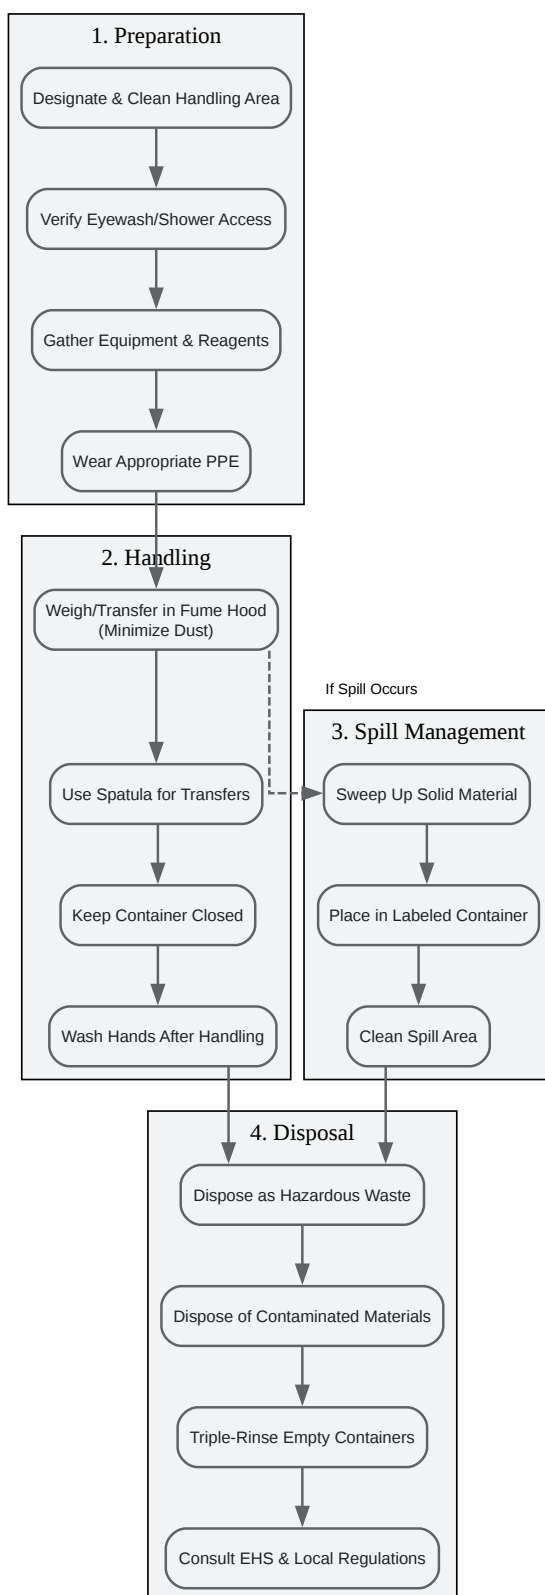 1. Preparation
Designate & Clean Handling Area
Verify Eyewash/Shower Access
Gather Equipment & Reagents
Wear Appropriate PPE
2. Handling
Weigh/Transfer in Fume Hood
(Minimize Dust)
Use Spatula for Transfers
Keep Container Closed
Wash Hands After Handling
If Spill Occurs
3. Spill Management
Sweep Up Solid Material
Place in Labeled Container
Clean Spill Area
4. Disposal
Dispose as Hazardous Waste
Dispose of Contaminated Materials
Triple-Rinse Empty Containers
Consult EHS & Local Regulations